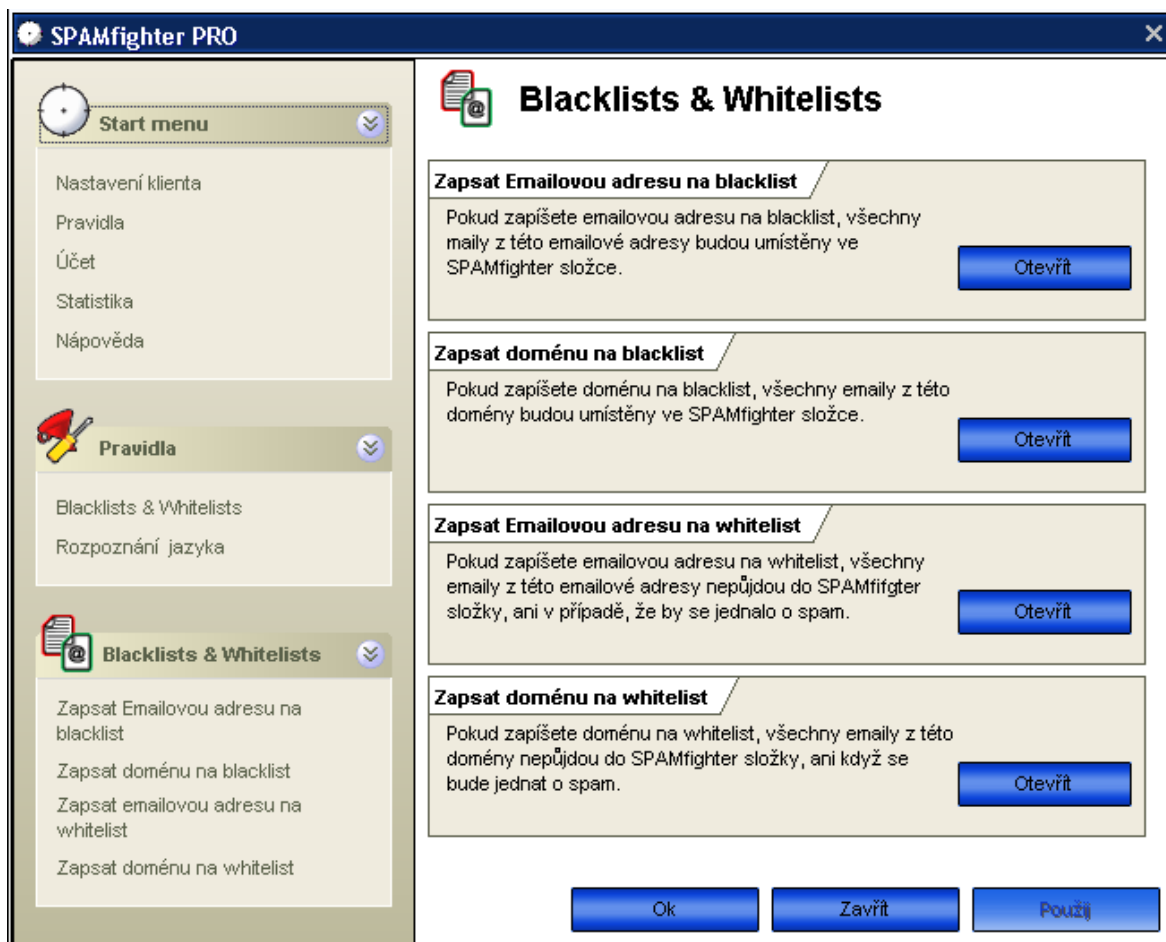 SPAMfighter PRO
Start menu
Nastavení klienta
Pravidla
Účet
Statistika
Nápověda
Pravidla
Blacklists & Whitelists
Rozpoznání jazyka
Blacklists & Whitelists
Zapsat Emailovou adresu na
blacklist
Zapsat doménu na blacklist
Zapsat emailovou adresu na
whitelist
Zapsat doménu na whitelist
Blacklists & Whitelists
Zapsat Emailovou adresu na blacklist
Pokud zapíšete emailovou adresu na blacklist, všechny
maily z této emailové adresy budou umístěny ve
SPAMfighter složce.
Otevřít
Zapsat doménu na blacklist
Pokud zapíšete doménu na blacklist, všechny emaily z této
domény budou umístěny ve SPAMfighter složce.
Otevřít
Zapsat Emailovou adresu na whitelist
Pokud zapíšete emailovou adresu na whitelist, všechny
emaily z této emailové adresy nepůjdou do SPAMfifgter
složky, ani v případě, že by se jednalo o spam.
Otevřít
Zapsat doménu na whitelist
Pokud zapíšete doménu na whitelist, všechny emaily z této
domény nepůjdou do SPAMfighter složky, ani když se
bude jednat o spam.
Otevřít
Ok
Zavřít
Použij